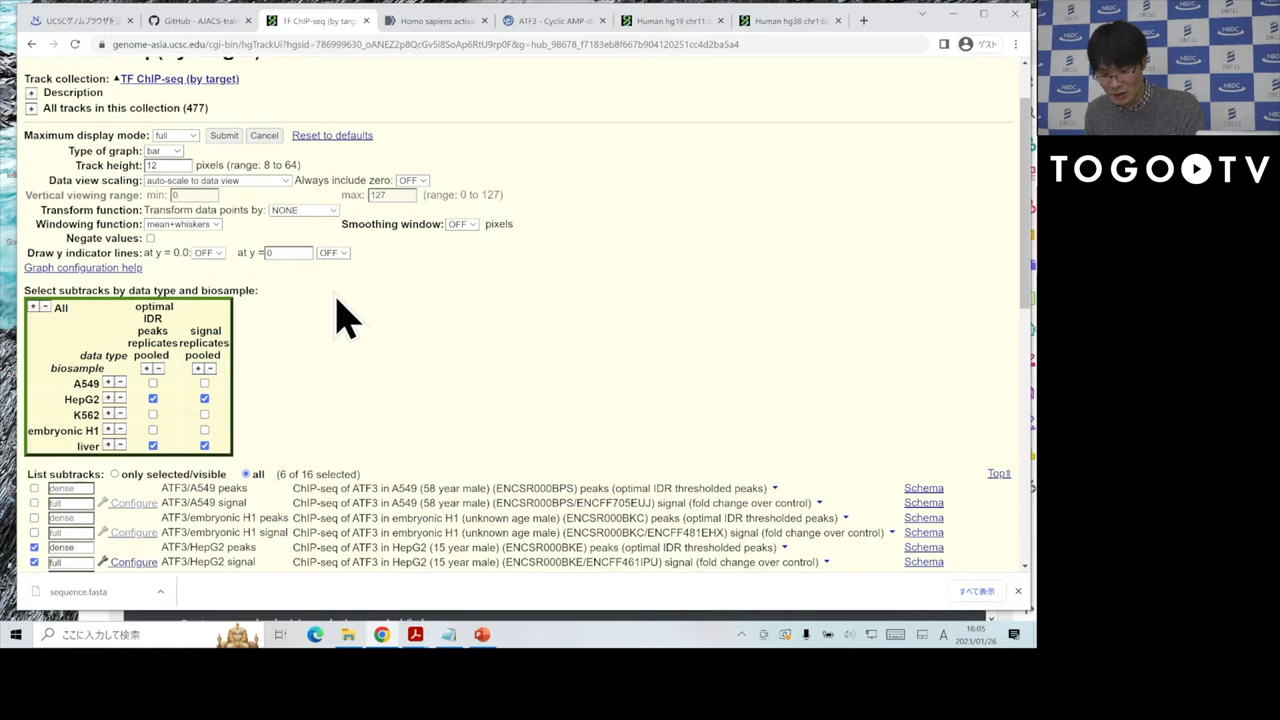 UCSCゲノムブラウザを
GitHub - AJACS-train
TF ChIP-seq (by targ
Homo sapiens activa
ATF3 - Cyclic AMP-d
Human hg19 chr11:5
Human hg38 chr1:6
genome-asia.ucsc.edu/cgi-bin/hgTrackUi?hgsid=786999630_oANEZ2p8QcGv5i8SoAp6RttU9rp0F&g=hub_98678_f7183eb8f667b904120251cc4d2ba5a4
ゲスト
Track collection: TF ChIP-seq (by target)
Description
All tracks in this collection (477)
Maximum display mode: full Submit Cancel Reset to defaults
Type of graph: bar
Track height: 12 pixels (range: 8 to 64)
Data view scaling: auto-scale to data view Always include zero: OFF
Vertical viewing range: min: 0 max: 127 (range: 0 to 127)
Transform function: Transform data points by: NONE
Windowing function: mean+whiskers Smoothing window: OFF pixels
Negate values:
Draw y indicator lines: at y = 0.0: OFF at y = 0 OFF
Graph configuration help
Select subtracks by data type and biosample:
+ - All
optimal
IDR
peaks
replicates
pooled
signal
replicates
pooled
data type
biosample
+ - + -
A549 + -
HepG2 + -
K562 + -
embryonic H1 + -
liver + -
List subtracks: only selected/visible all (6 of 16 selected) Top
dense ATF3/A549 peaks ChIP-seq of ATF3 in A549 (58 year male) (ENCSR000BPS) peaks (optimal IDR thresholded peaks) Schema
full Configure ATF3/A549 signal ChIP-seq of ATF3 in A549 (58 year male) (ENCSR000BPS/ENCFF705EUJ) signal (fold change over control) Schema
dense ATF3/embryonic H1 peaks ChIP-seq of ATF3 in embryonic H1 (unknown age male) (ENCSR000BKC) peaks (optimal IDR thresholded peaks) Schema
full Configure ATF3/embryonic H1 signal ChIP-seq of ATF3 in embryonic H1 (unknown age male) (ENCSR000BKC/ENCFF481EHX) signal (fold change over control) Schema
dense ATF3/HepG2 peaks ChIP-seq of ATF3 in HepG2 (15 year male) (ENCSR000BKE) peaks (optimal IDR thresholded peaks) Schema
full Configure ATF3/HepG2 signal ChIP-seq of ATF3 in HepG2 (15 year male) (ENCSR000BKE/ENCFF461IPU) signal (fold change over control) Schema
sequence.fasta
すべて表示
ここに入力して検索
A
16:05
2023/01/26
NBDC
DBCLS
TOGO TV